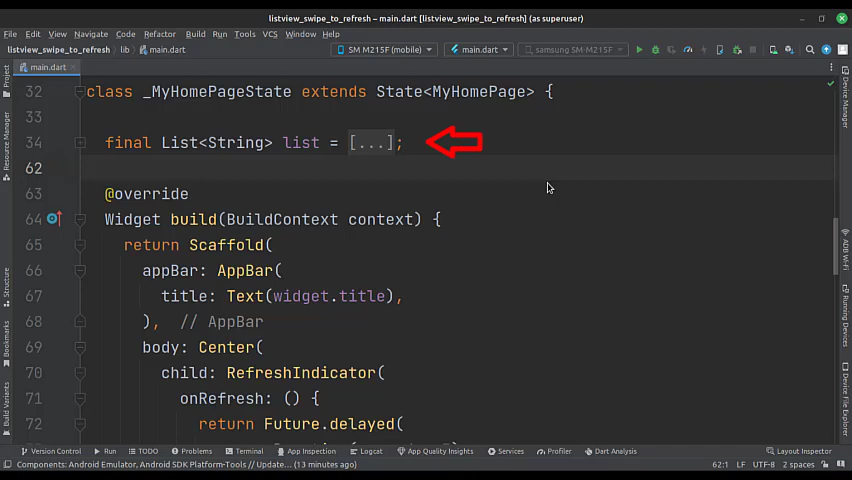 listview_swipe_to_refresh – main.dart [listview_swipe_to_refresh] (as superuser)
File Edit View Navigate Code Refactor Build Run Tools VCS Window Help
listview_swipe_to_refresh › lib › main.dart SM M215F (mobile) main.dart samsung SM-M215F
main.dart
32 class _MyHomePageState extends State<MyHomePage> {
33
34 final List<String> list = [...];
62
63 @override
64 Widget build(BuildContext context) {
65 return Scaffold(
66 appBar: AppBar(
67 title: Text(widget.title),
68 ), // AppBar
69 body: Center(
70 child: RefreshIndicator(
71 onRefresh: () {
72 return Future.delayed(
Project
Resource Manager
Structure
Bookmarks
Build Variants
Device Manager
ADB Wi-Fi
Running Devices
Device File Explorer
Version Control Run TODO Problems Terminal App Inspection Logcat App Quality Insights Services Profiler Dart Analysis Layout Inspector
Components: Android Emulator, Android SDK Platform-Tools // Update... (13 minutes ago) 62:1 LF UTF-8 2 spaces